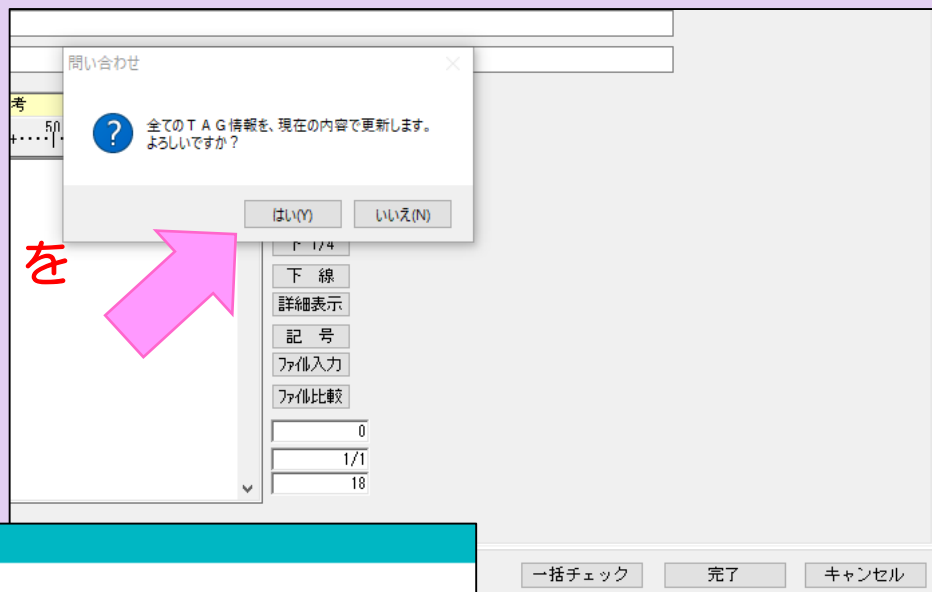 問い合わせ
全てのTAG情報を、現在の内容で更新します。
よろしいですか？
はい(Y)
いいえ(N)
考
50
を
下 1/4
下 線
詳細表示
記 号
ファイル入力
ファイル比較
0
1/1
18
一括チェック
完了
キャンセル